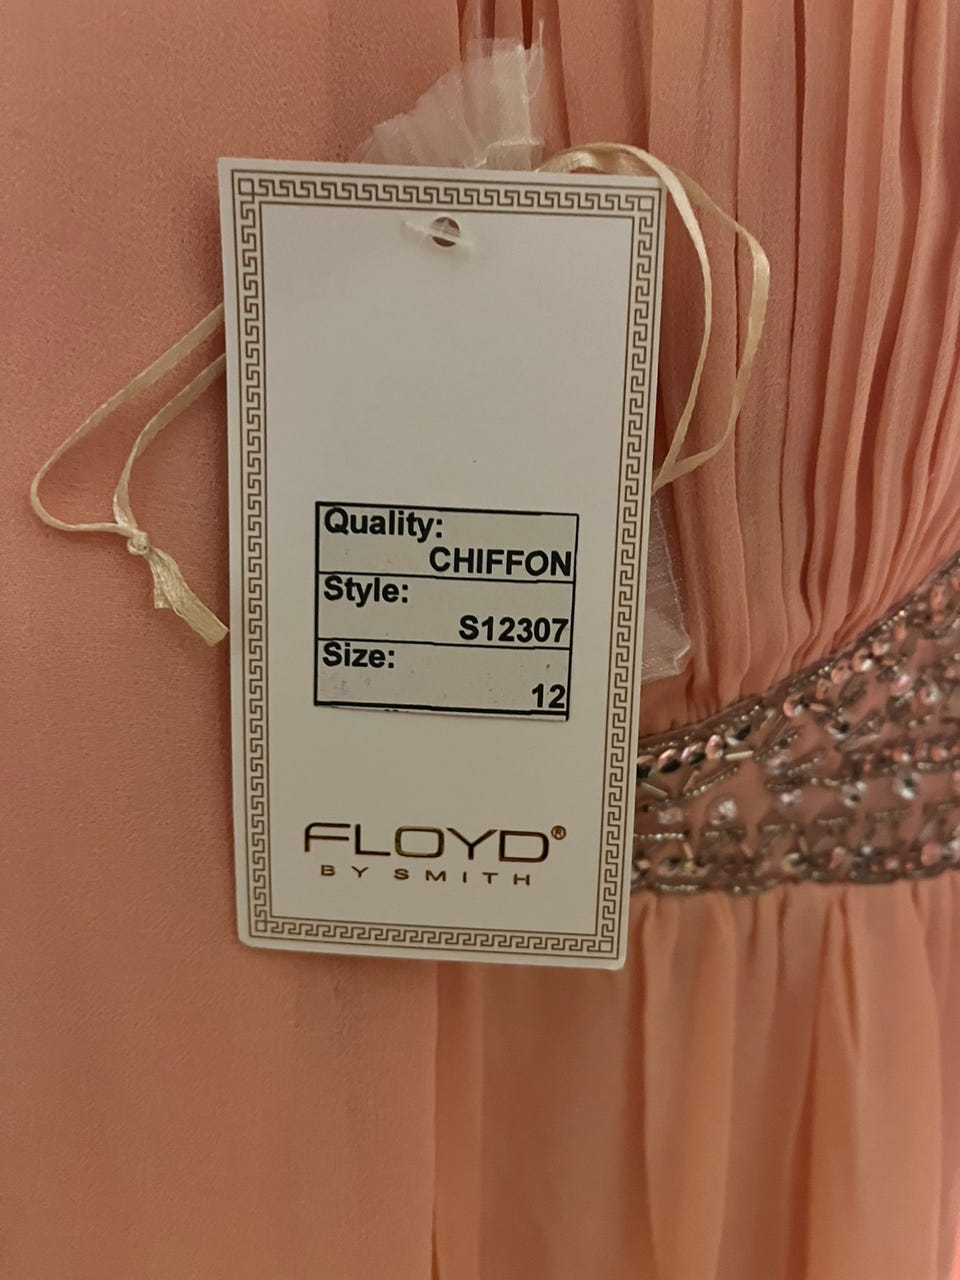 Quality:
CHIFFON
Style:
S12307
Size:
12
FLOYD®
BY SMITH